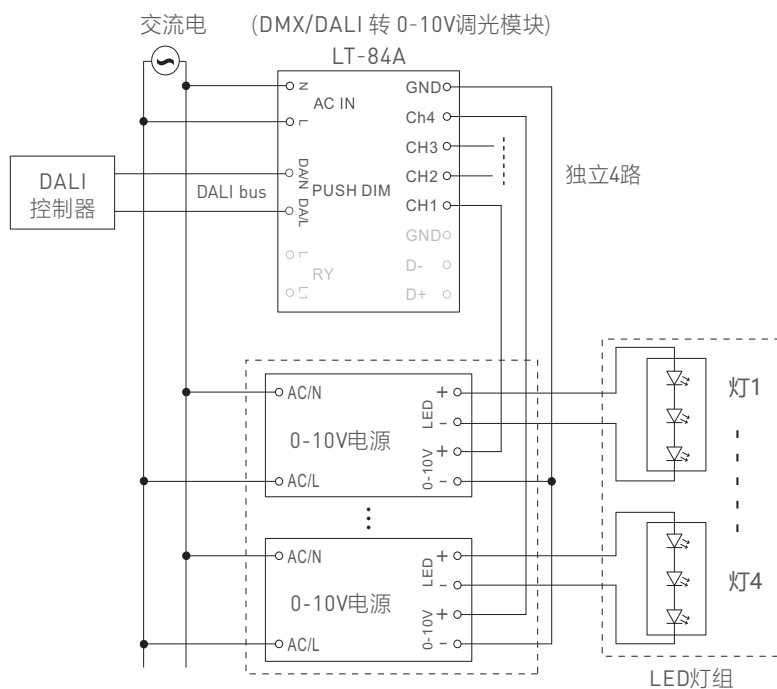 交流电
(DMX/DALI 转 0-10V调光模块)
LT-84A
N
AC IN
L
GND
Ch4
CH3
CH2
CH1
GND
D-
D+
DA/N
DA/L
PUSH DIM
L
RY
L1
DALI
控制器
DALI bus
独立4路
AC/N
0-10V电源
AC/L
+
LED
-
+
0-10V
-
灯1
AC/N
0-10V电源
AC/L
+
LED
-
+
0-10V
-
灯4
LED灯组